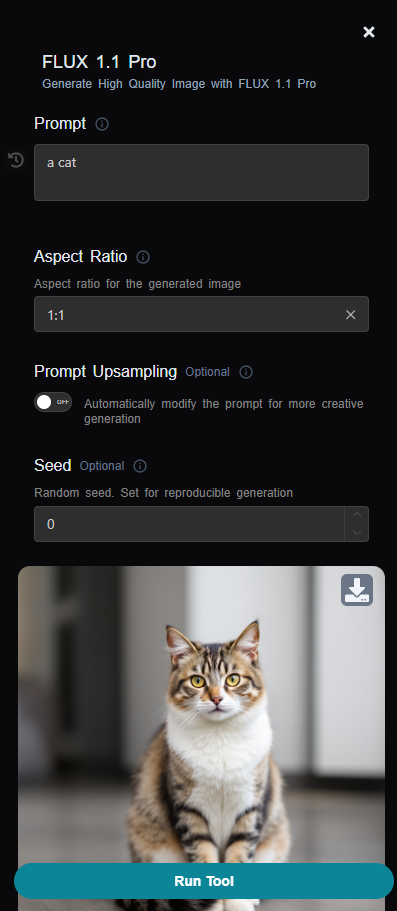 FLUX 1.1 Pro
Generate High Quality Image with FLUX 1.1 Pro
Prompt
a cat
Aspect Ratio
Aspect ratio for the generated image
1:1
Prompt Upsampling Optional
OFF
Automatically modify the prompt for more creative
generation
Seed Optional
Random seed. Set for reproducible generation
0
Run Tool